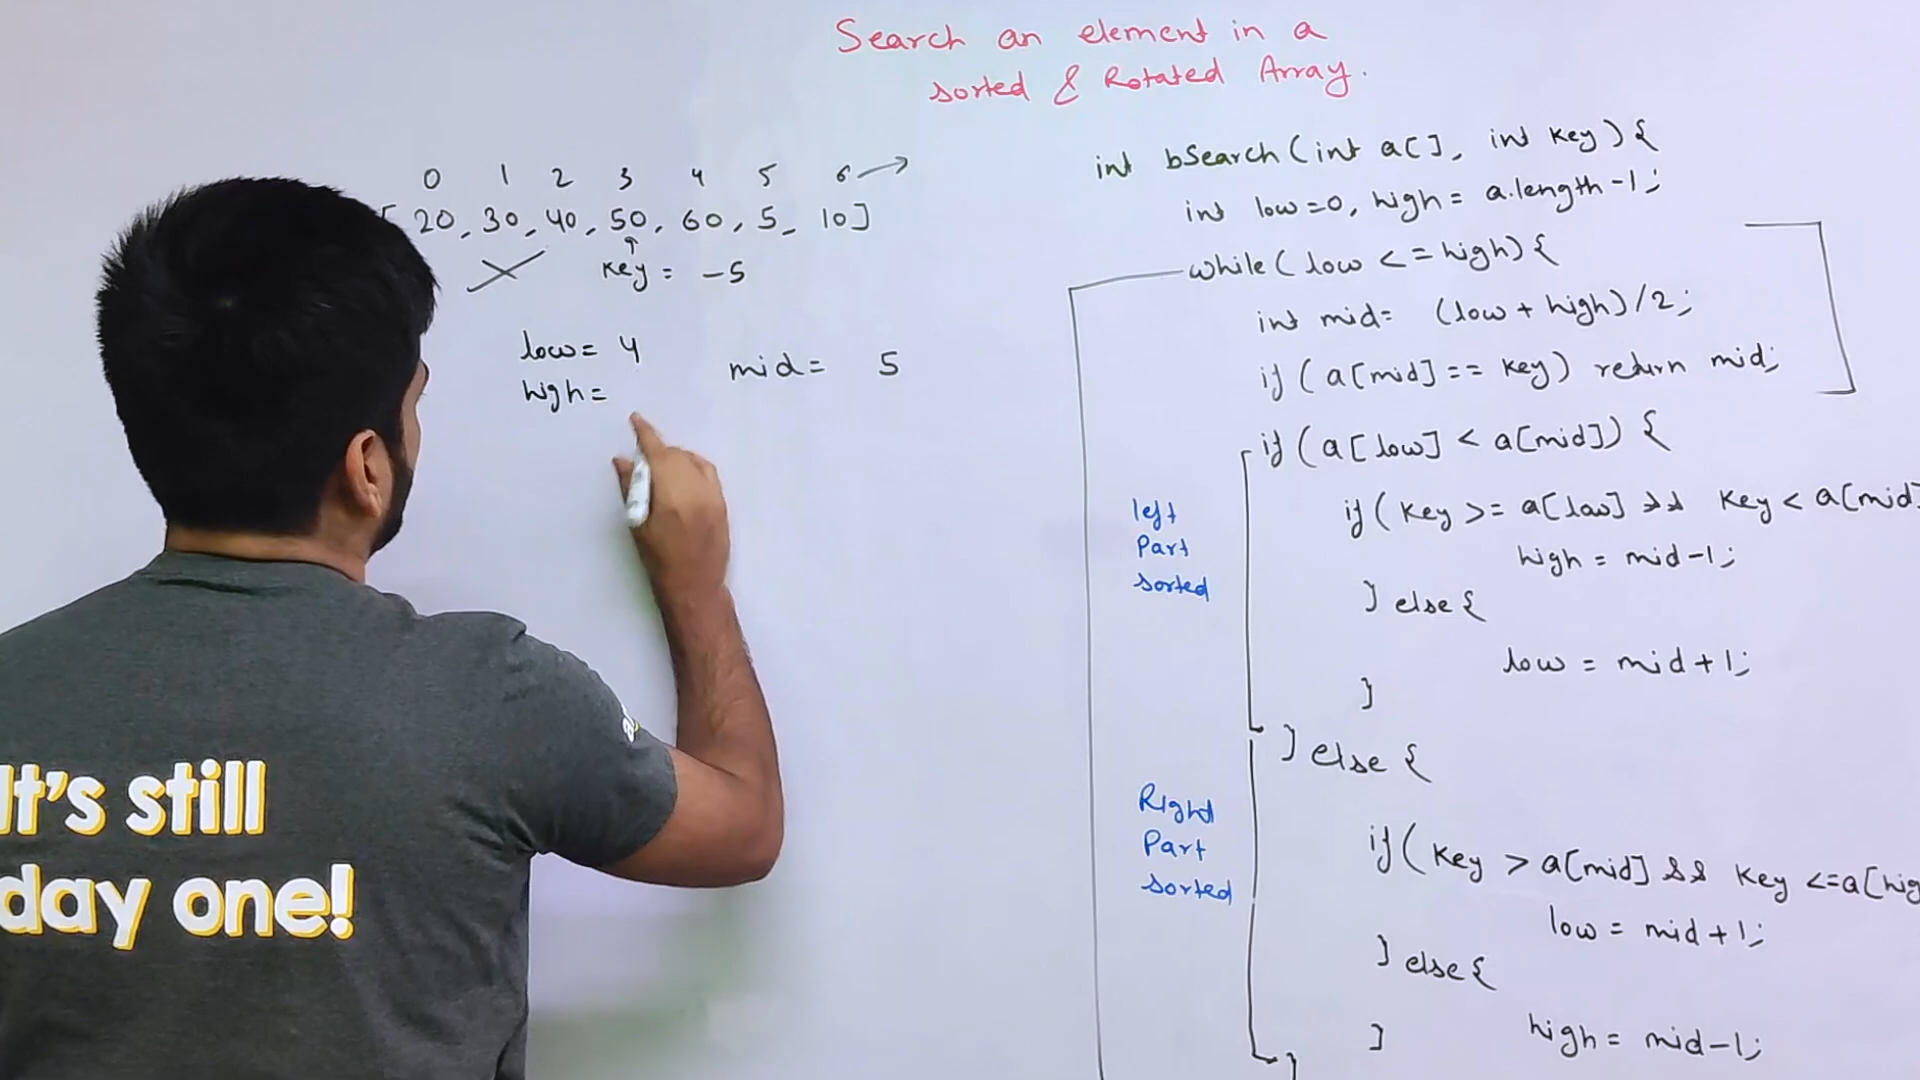 Search an element in a
sorted & Rotated Array.
0 1 2 3 4 5 6
[ 20, 30, 40, 50, 60, 5, 10]
key = -5
low = 4
high =
mid = 5
int bSearch(int a[], int key){
int low=0, high= a.length-1;
while( low <= high){
int mid= (low + high)/2;
if( a[mid] == key) return mid;
if( a[low] < a[mid]) {
if( key >= a[low] && key < a[mid]
high = mid-1;
} else {
low = mid+1;
}
} else {
if( key > a[mid] && key <=a[hig
low = mid+1;
} else {
high = mid-1;
}
}
left
Part
sorted
Right
Part
sorted
It's still
day one!